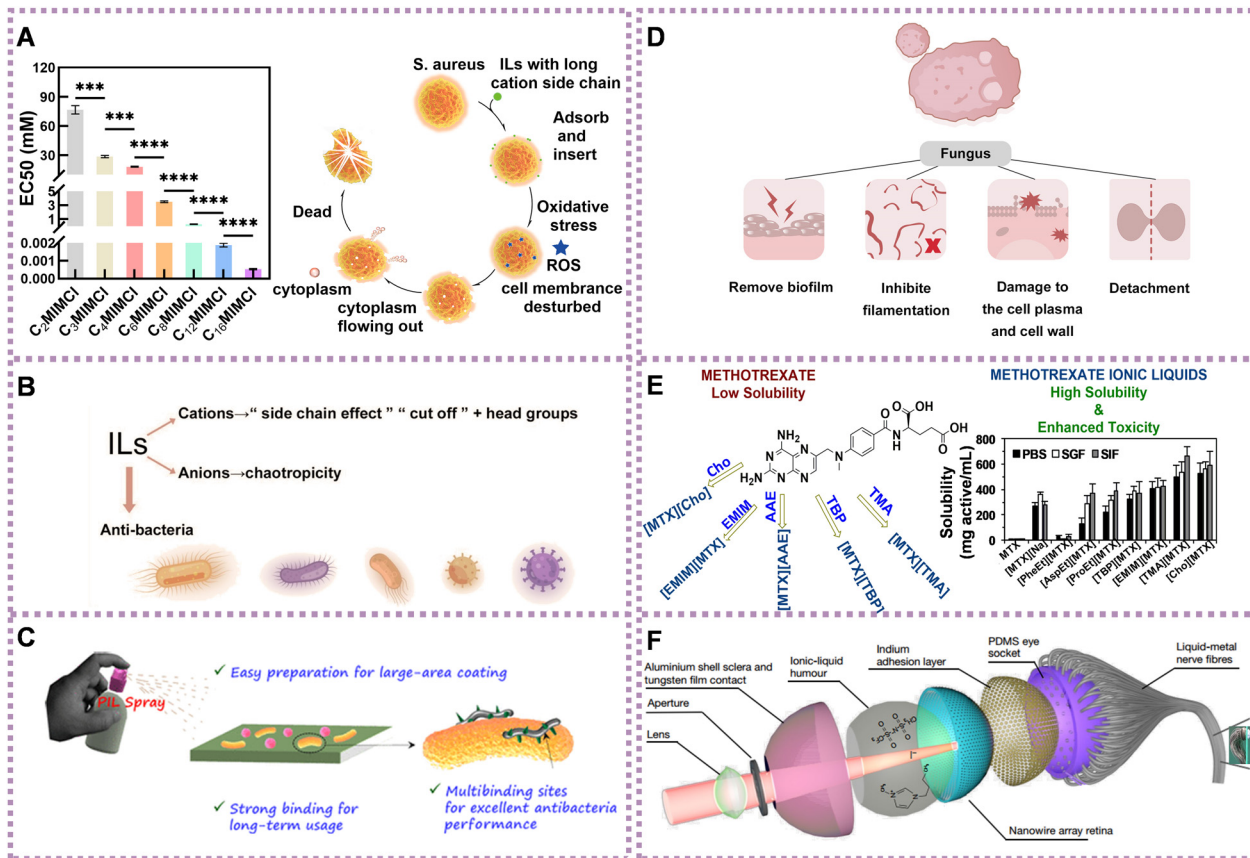 A
EC50 (mM)
120
90
60
30
5
3
1
0.002
0.001
0.000
***
***
****
****
****
****
C₂MIMCI
C₃MIMCI
C₄MIMCI
C₆MIMCI
C₈MIMCI
C₁₂MIMCI
C₁₆MIMCI
S. aureus
ILs with long
cation side chain
Adsorb
and
insert
Oxidative
stress
ROS
cell membrane
desturbed
cytoplasm
flowing out
cytoplasm
Dead
B
ILs
Cations→“ side chain effect ” “ cut off ” + head groups
Anions→chaotropicity
Anti-bacteria
C
PIL Spray
✓ Easy preparation for large-area coating
✓ Strong binding for
long-term usage
✓ Multibinding sites
for excellent antibacteria
performance
D
Fungus
Remove biofilm
Inhibite
filamentation
Damage to
the cell plasma
and cell wall
Detachment
E
METHOTREXATE
Low Solubility
NH₂
H₂N
N
N
N
N
N
O
N
H
O
OH
OH
O
Cho
EMIM
AAE
TBP
TMA
[MTX][Cho]
[EMIM][MTX]
[MTX][AAE]
[MTX][TBP]
[MTX][TMA]
METHOTREXATE IONIC LIQUIDS
High Solubility
&
Enhanced Toxicity
Solubility
(mg active/mL)
800
600
400
200
0
PBS SGF SIF
MTX
[MTX][Na]
[PheEt][MTX]
[AspEt][MTX]
[ProEt][MTX]
[TBP][MTX]
[EMIM][MTX]
[TMA][MTX]
[Cho][MTX]
F
Aluminium shell sclera and
tungsten film contact
Aperture
Lens
Ionic-liquid
humour
Indium
adhesion layer
PDMS eye
socket
Liquid-metal
nerve fibres
Nanowire array retina